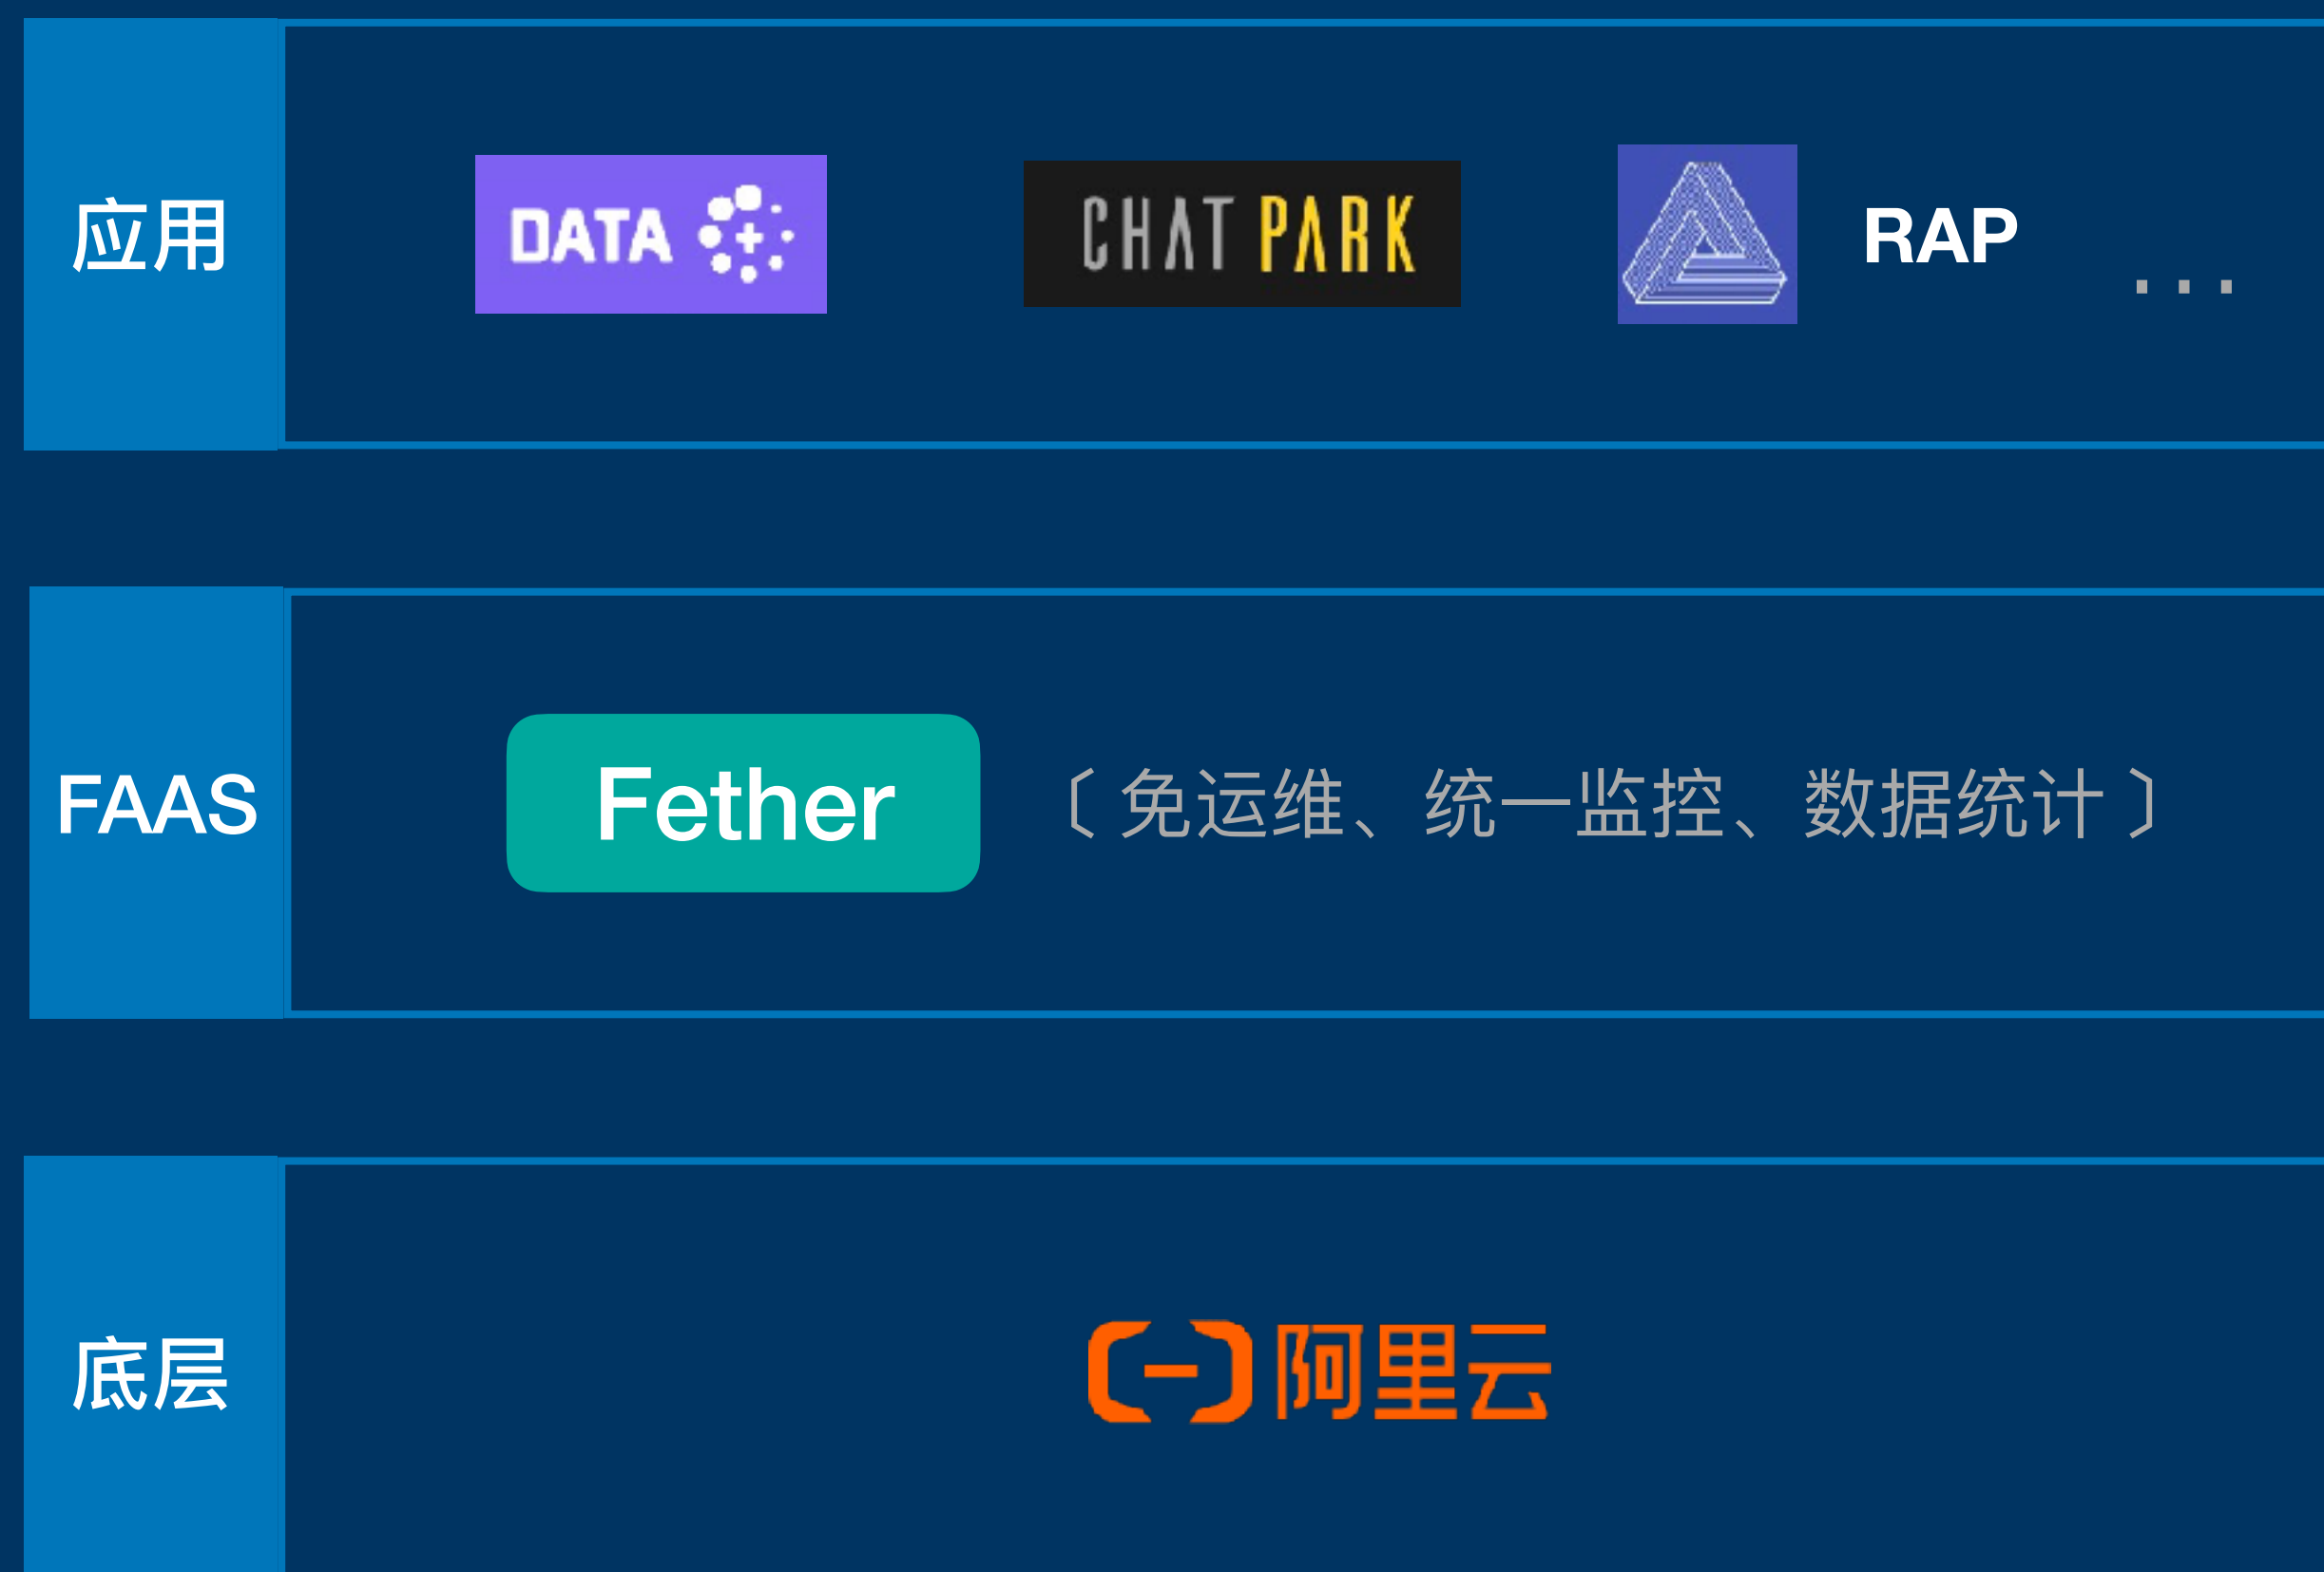 应用
DATA
CHAT PARK
RAP
...
FAAS
Fether
〔免运维、统一监控、数据统计〕
底层
阿里云